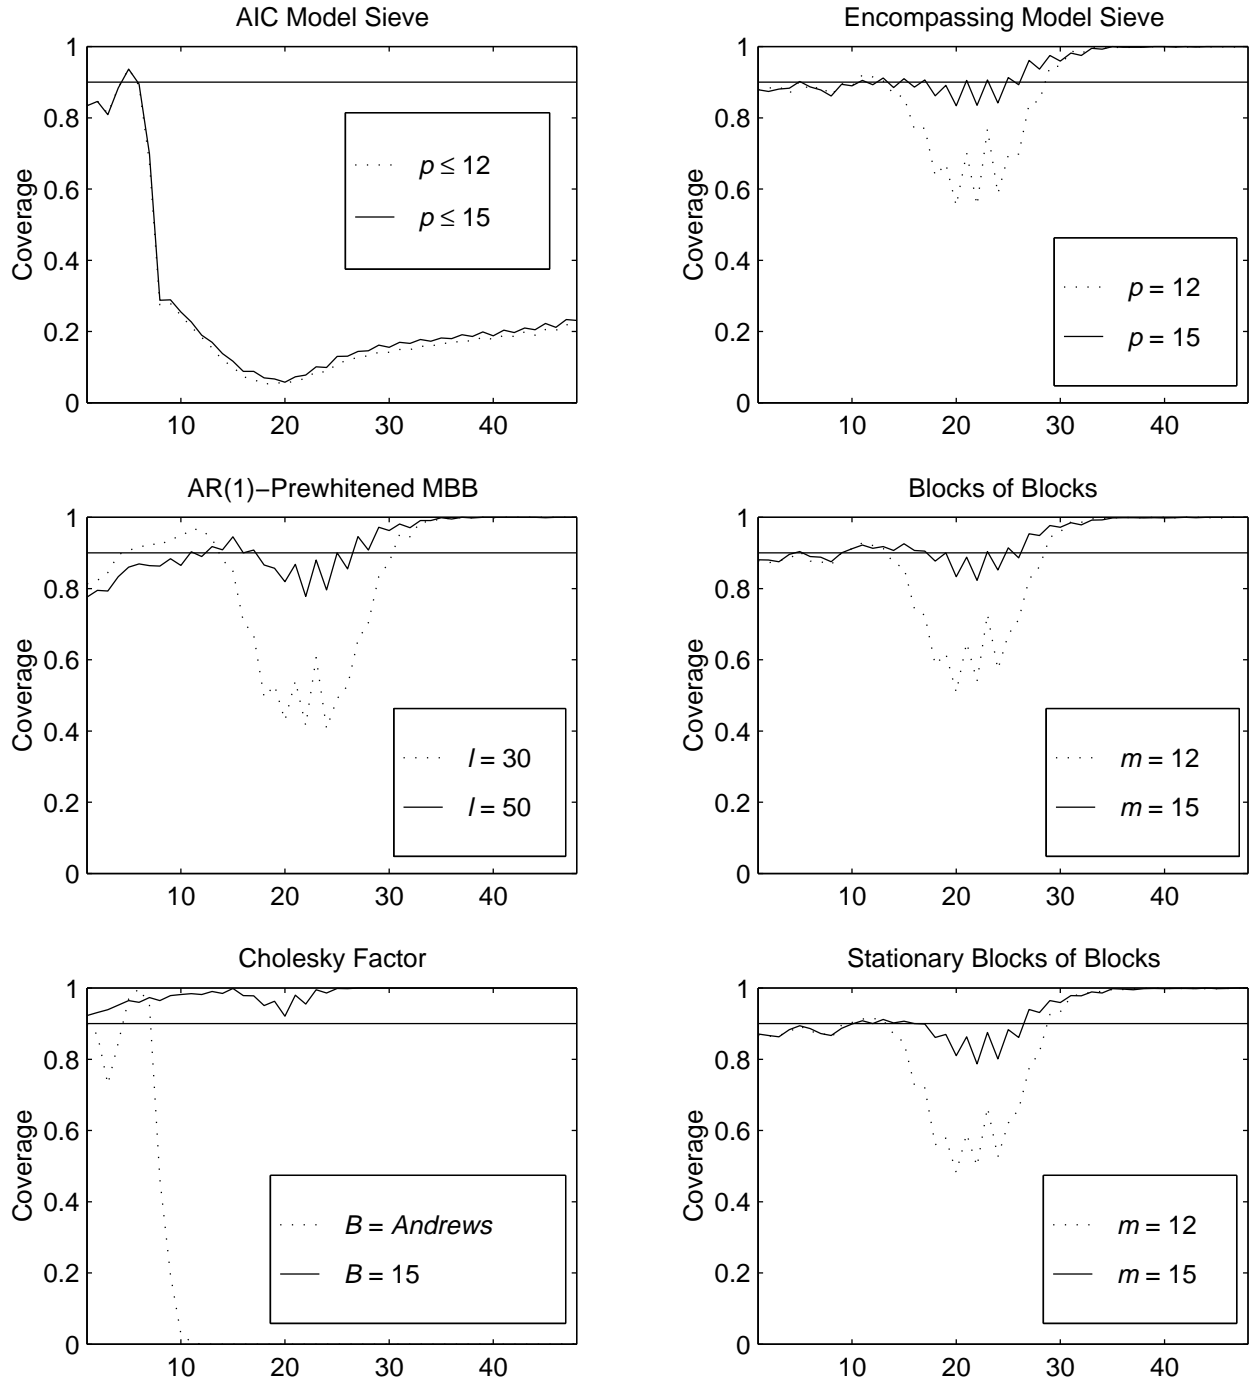 AIC Model Sieve
Coverage
1
0.8
0.6
0.4
0.2
0
10 20 30 40
p ≤ 12
p ≤ 15
Encompassing Model Sieve
Coverage
1
0.8
0.6
0.4
0.2
0
10 20 30 40
p = 12
p = 15
AR(1)−Prewhitened MBB
Coverage
1
0.8
0.6
0.4
0.2
0
10 20 30 40
l = 30
l = 50
Blocks of Blocks
Coverage
1
0.8
0.6
0.4
0.2
0
10 20 30 40
m = 12
m = 15
Cholesky Factor
Coverage
1
0.8
0.6
0.4
0.2
0
10 20 30 40
B = Andrews
B = 15
Stationary Blocks of Blocks
Coverage
1
0.8
0.6
0.4
0.2
0
10 20 30 40
m = 12
m = 15